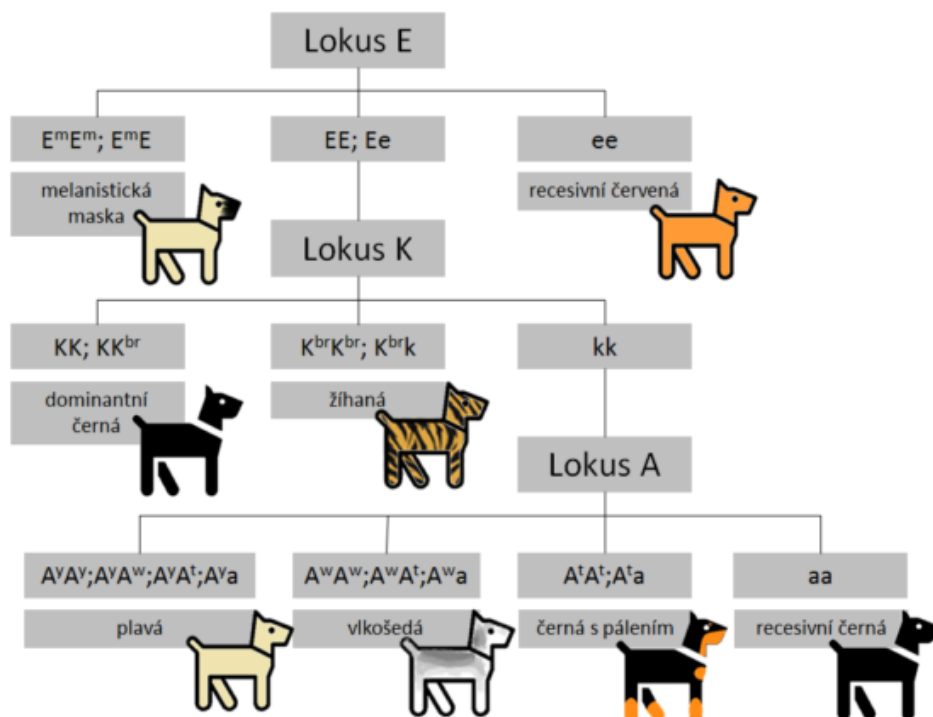 Lokus E
EᵐEᵐ; EᵐE
EE; Ee
ee
melanistická
maska
recesivní červená
Lokus K
KK; KKᵇʳ
KᵇʳKᵇʳ; Kᵇʳk
kk
dominantní
černá
žíhaná
Lokus A
AʸAʸ;AʸAʷ;AʸAᵗ;Aʸa
AʷAʷ;AʷAᵗ;Aʷa
AᵗAᵗ;Aᵗa
aa
plavá
vlkošedá
černá s pálením
recesivní černá